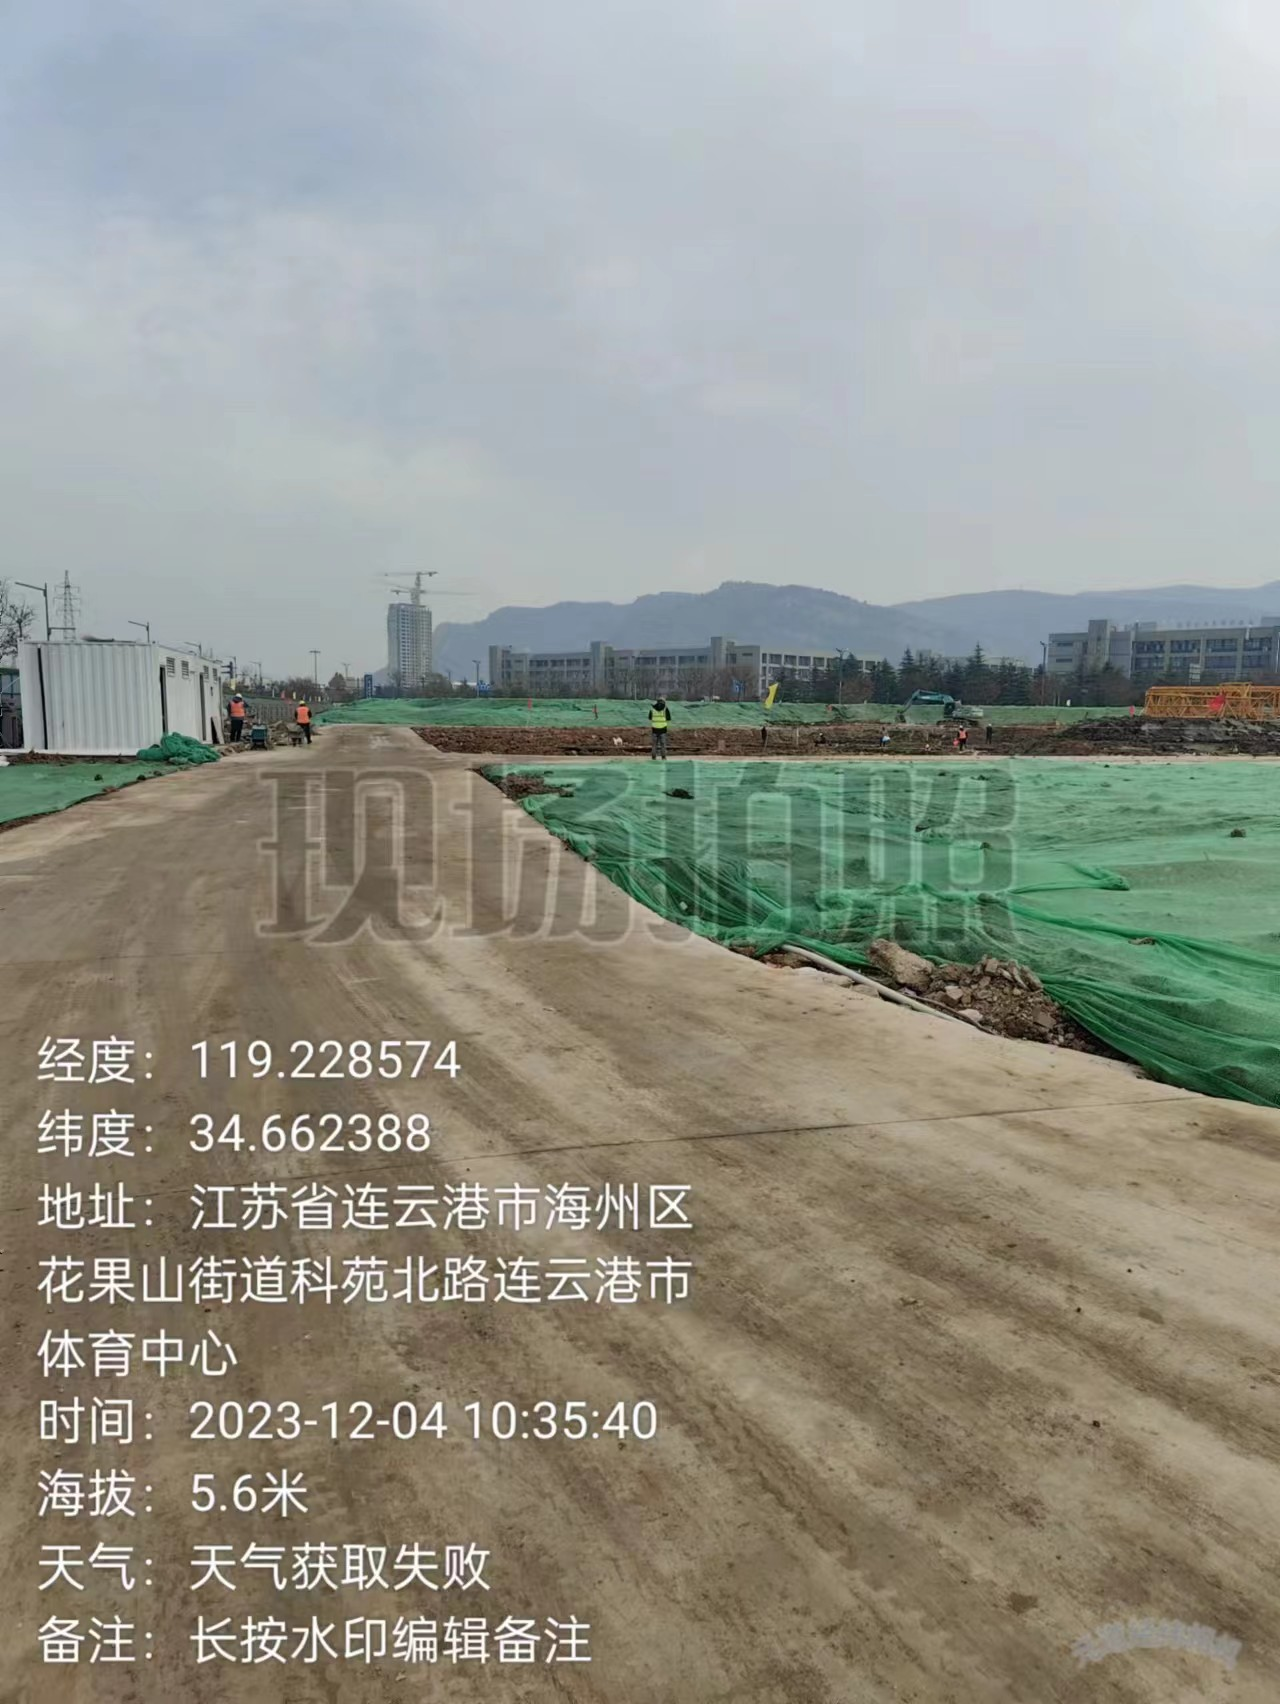 现场拍照
经度：119.228574
纬度：34.662388
地址：江苏省连云港市海州区
花果山街道科苑北路连云港市
体育中心
时间：2023-12-04 10:35:40
海拔：5.6米
天气：天气获取失败
备注：长按水印编辑备注